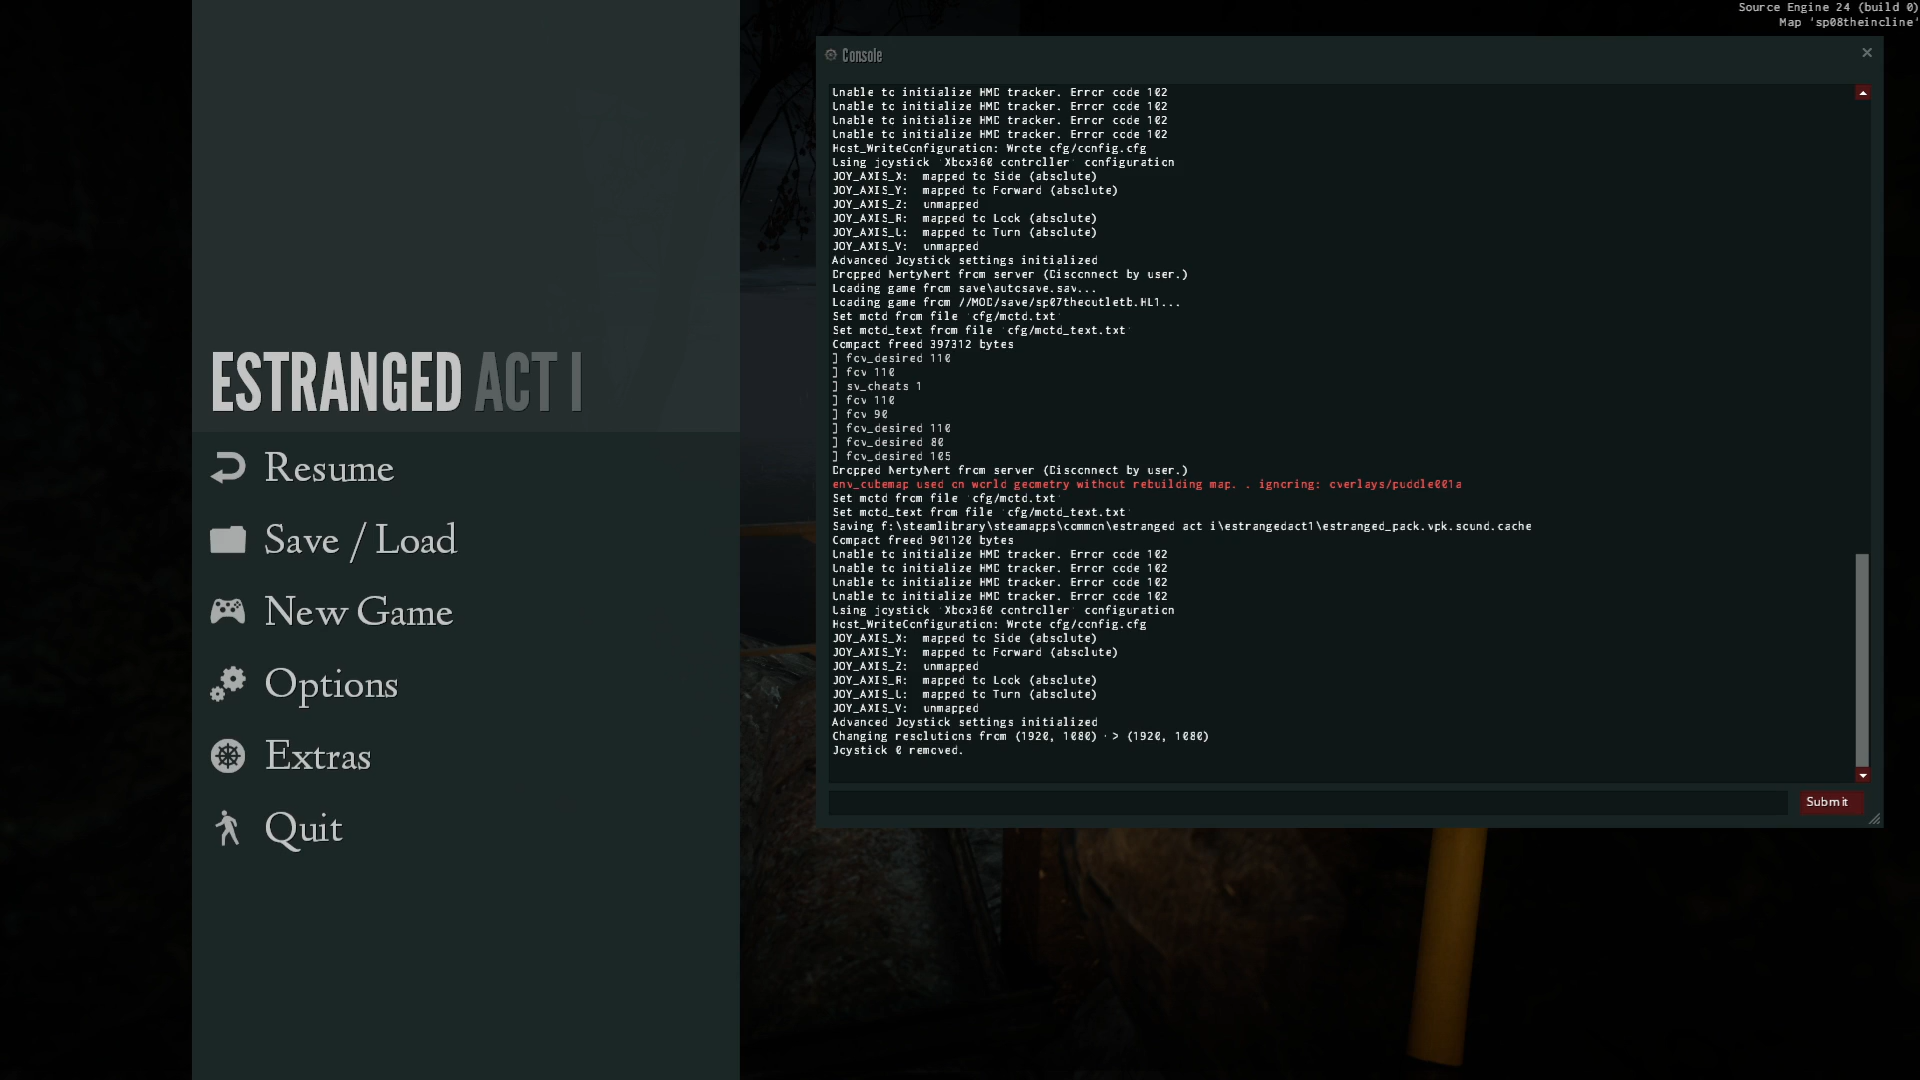 Source Engine 24 (build 0)
Map 'sp08theincline'
Console
Unable to initialize HMD tracker. Error code 102
Unable to initialize HMD tracker. Error code 102
Unable to initialize HMD tracker. Error code 102
Unable to initialize HMD tracker. Error code 102
Host_WriteConfiguration: Wrote cfg/config.cfg
Using joystick 'Xbox360 controller' configuration
JOY_AXIS_X:  mapped to Side (absolute)
JOY_AXIS_Y:  mapped to Forward (absolute)
JOY_AXIS_Z:  unmapped
JOY_AXIS_R:  mapped to Look (absolute)
JOY_AXIS_U:  mapped to Turn (absolute)
JOY_AXIS_V:  unmapped
Advanced Joystick settings initialized
Dropped NertyNert from server (Disconnect by user.)
Loading game from save\autosave.sav...
Loading game from //MOD/save/sp07theoutletb.HL1...
Set motd from file 'cfg/motd.txt'
Set motd_text from file 'cfg/motd_text.txt'
Compact freed 397312 bytes
] fov_desired 110
] fov 110
] sv_cheats 1
] fov 110
] fov 90
] fov_desired 110
] fov_desired 80
] fov_desired 105
Dropped NertyNert from server (Disconnect by user.)
env_cubemap used on world geometry without rebuilding map. . ignoring: overlays/puddle001a
Set motd from file 'cfg/motd.txt'
Set motd_text from file 'cfg/motd_text.txt'
Saving f:\steamlibrary\steamapps\common\estranged act i\estrangedact1\estranged_pack.vpk.sound.cache
Compact freed 901120 bytes
Unable to initialize HMD tracker. Error code 102
Unable to initialize HMD tracker. Error code 102
Unable to initialize HMD tracker. Error code 102
Unable to initialize HMD tracker. Error code 102
Using joystick 'Xbox360 controller' configuration
Host_WriteConfiguration: Wrote cfg/config.cfg
JOY_AXIS_X:  mapped to Side (absolute)
JOY_AXIS_Y:  mapped to Forward (absolute)
JOY_AXIS_Z:  unmapped
JOY_AXIS_R:  mapped to Look (absolute)
JOY_AXIS_U:  mapped to Turn (absolute)
JOY_AXIS_V:  unmapped
Advanced Joystick settings initialized
Changing resolutions from (1920, 1080) -> (1920, 1080)
Joystick 0 removed.
Submit
ESTRANGED ACT I
Resume
Save / Load
New Game
Options
Extras
Quit